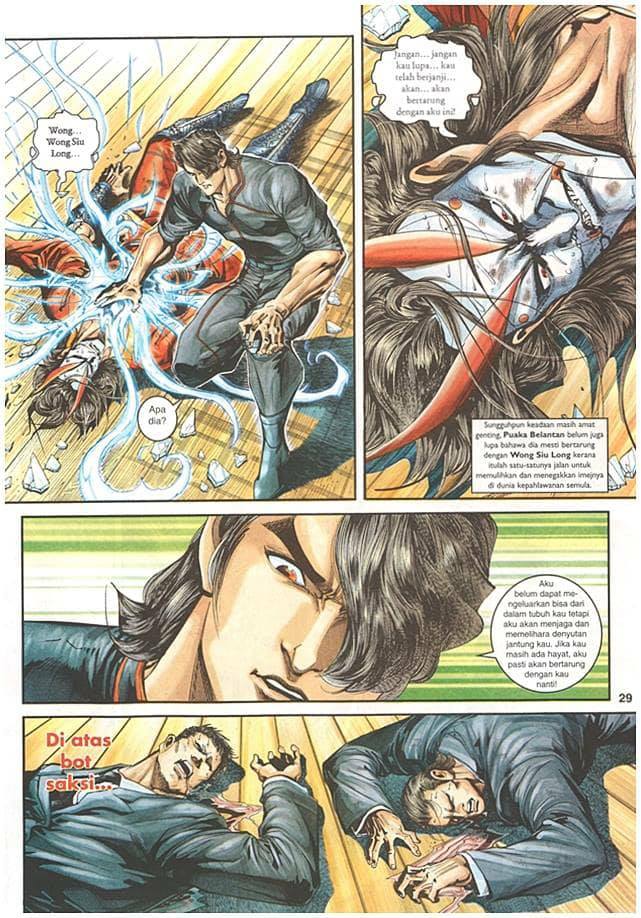 Wong...
Wong Siu
Long...
Apa
dia?
Jangan... jangan
kau lupa... kau
telah berjanji...
akan... akan
bertarung
dengan aku ini!
Sungguhpun keadaan masih amat
genting, Puaka Belantan belum juga
lupa bahawa dia mesti bertarung
dengan Wong Siu Long kerana
itulah satu-satunya jalan untuk
memulihkan dan menegakkan imejnya
di dunia kepahlawanan semula.
Aku
belum dapat me-
ngeluarkan bisa dari
dalam tubuh kau tetapi
aku akan menjaga dan
memelihara denyutan
jantung kau. Jika kau
masih ada hayat, aku
pasti akan bertarung
dengan kau
nanti!
29
Di atas
bot
saksi...